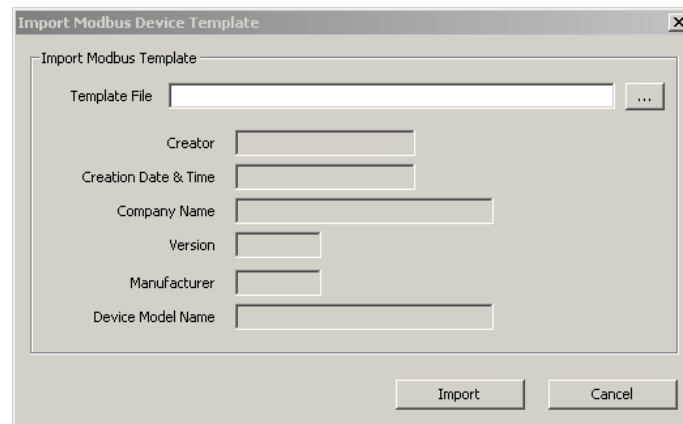 Import Modbus Device Template
Import Modbus Template
Template File
...
Creator
Creation Date & Time
Company Name
Version
Manufacturer
Device Model Name
Import Cancel